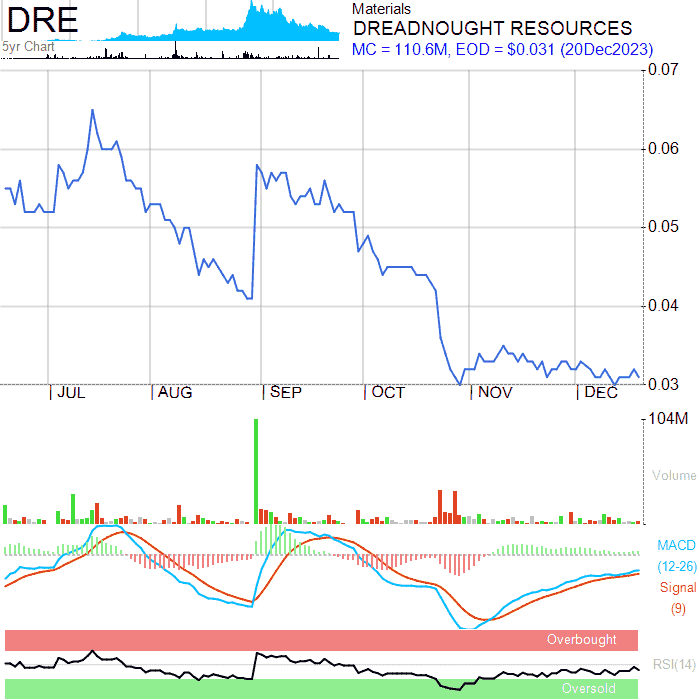 DRE
5yr Chart
Materials
DREADNOUGHT RESOURCES
MC = 110.6M, EOD = $0.031 (20Dec2023)
0.07
0.06
0.05
0.04
0.03
JUL AUG SEP OCT NOV DEC
104M
Volume
MACD
(12-26)
Signal
(9)
Overbought
RSI(14)
Oversold